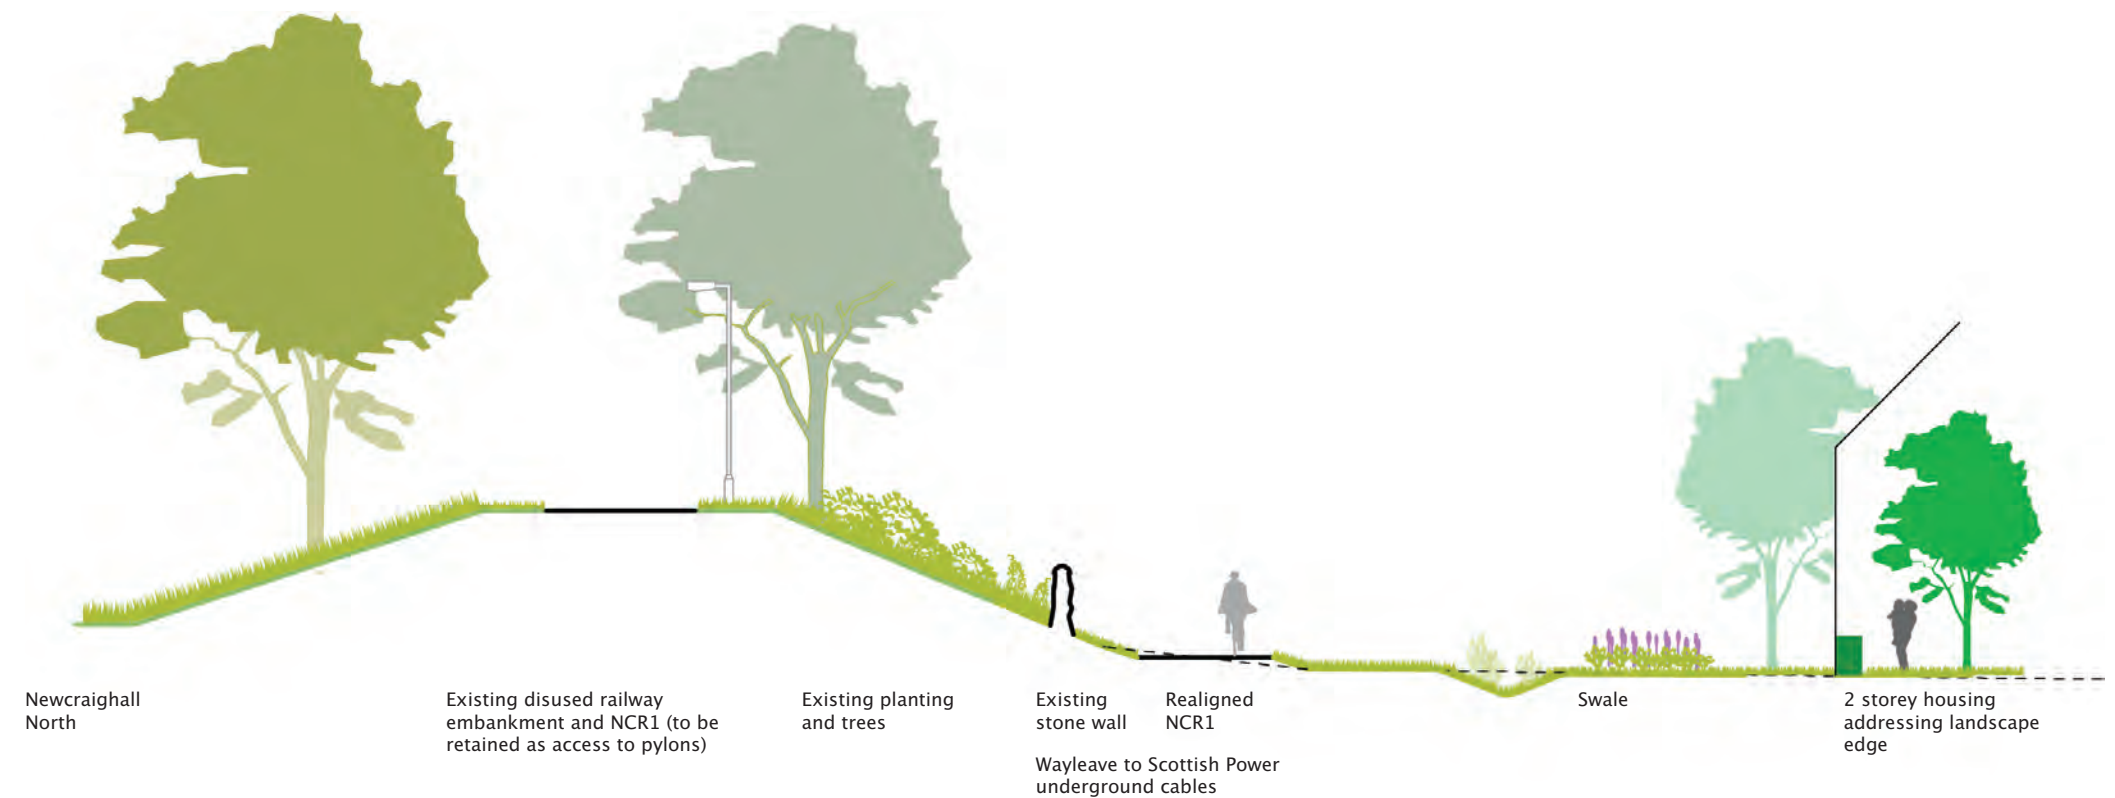 Newcraighall
North
Existing disused railway
embankment and NCR1 (to be
retained as access to pylons)
Existing planting
and trees
Existing
stone wall
Realigned
NCR1
Wayleave to Scottish Power
underground cables
Swale
2 storey housing
addressing landscape
edge